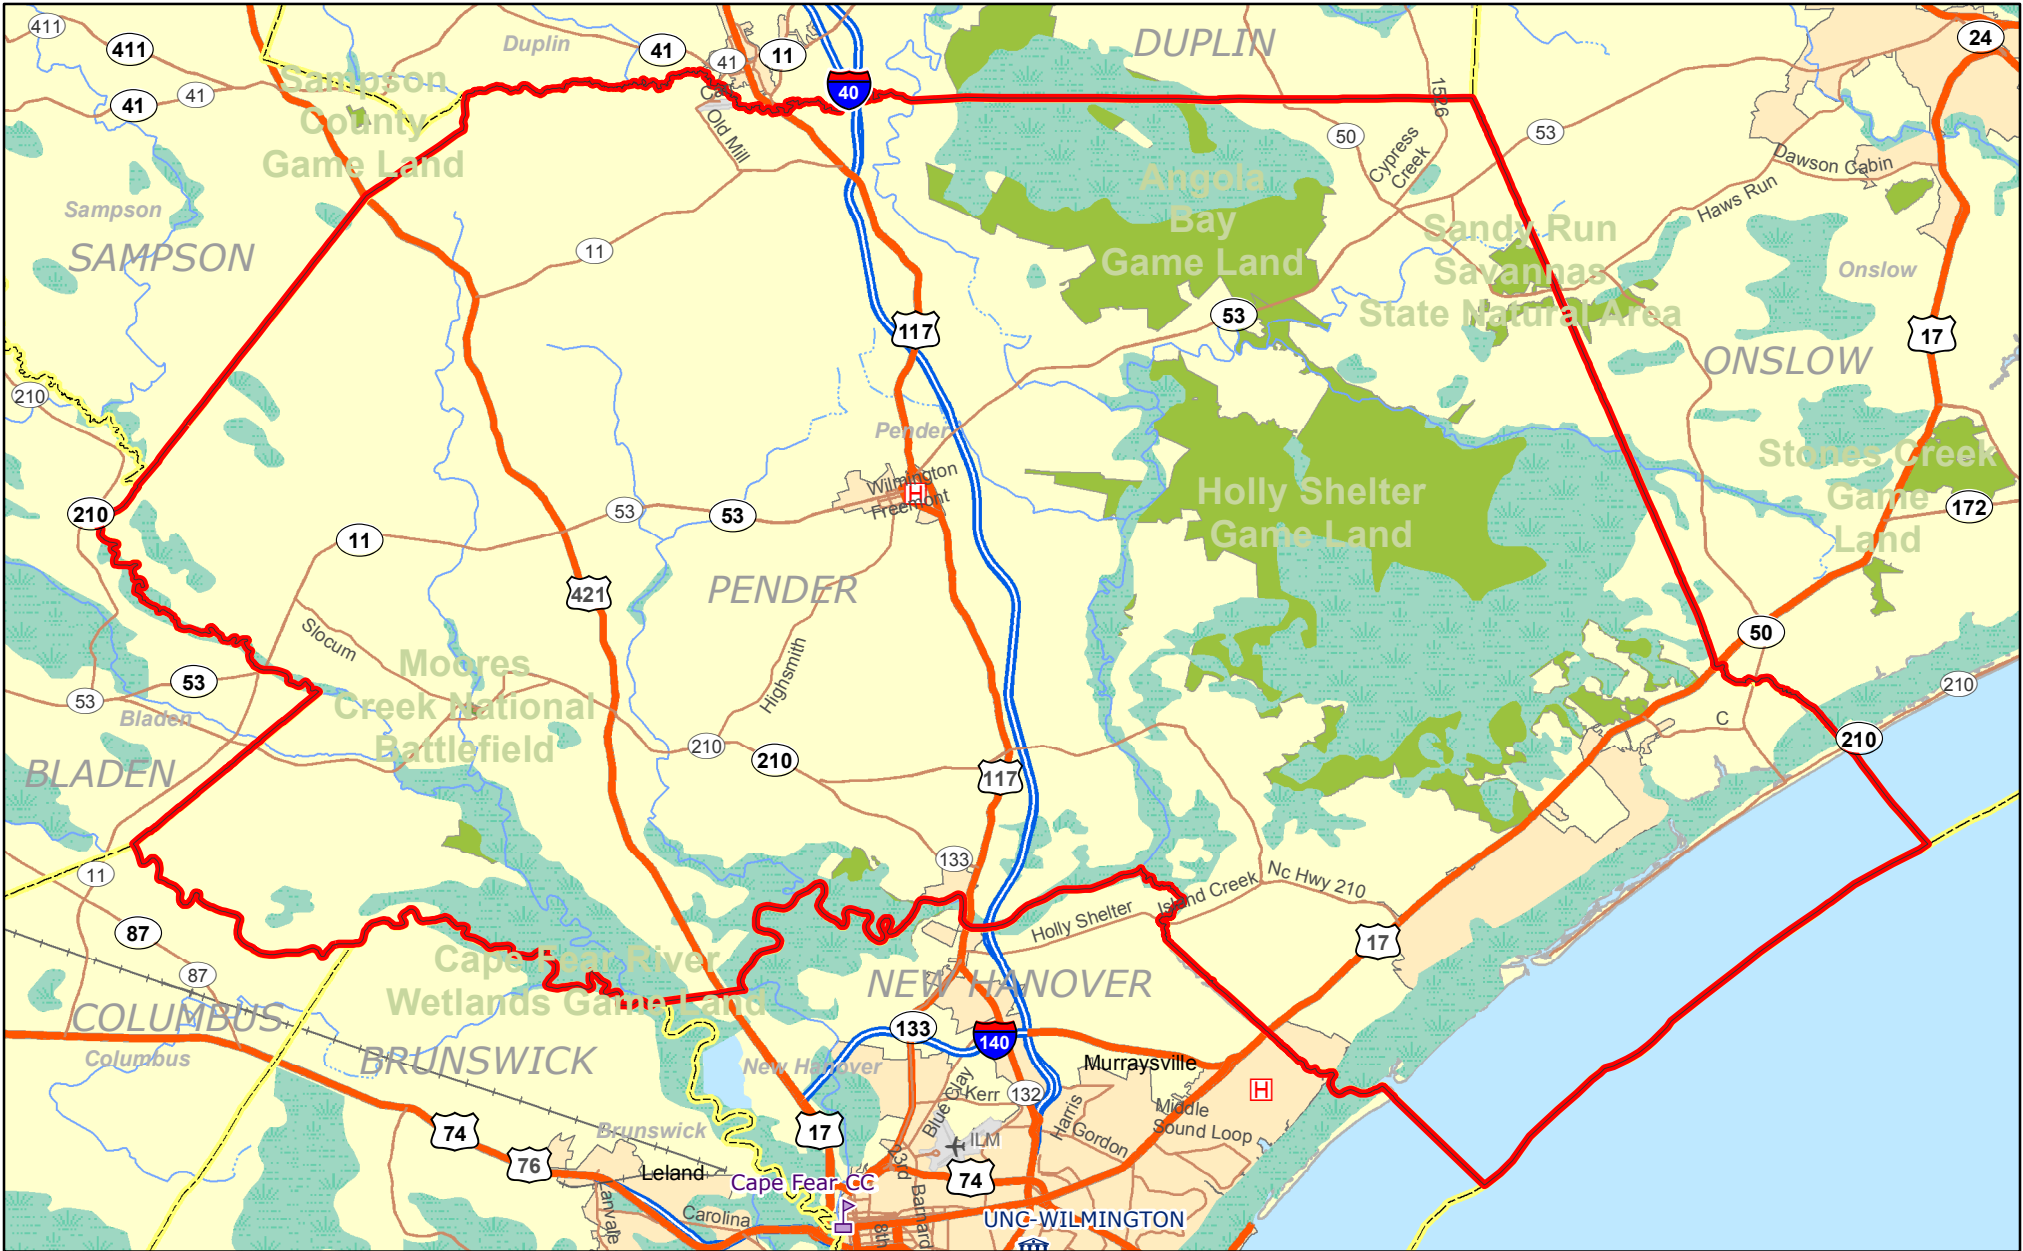 411
411
41
41
Duplin
41
41
11
40
DUPLIN
1526
24
Sampson
County
Game Land
Carr
Old Mill
50
Cypress
Creek
53
Dawson Cabin
Haws Run
Sampson
SAMPSON
11
Angola
Bay
Game Land
Sandy Run
Savannas
State Natural Area
Onslow
53
117
17
ONSLOW
210
Pender
Wilmington
H
Freemont
Holly Shelter
Game Land
Stones Creek
Game
Land
172
210
11
53
53
421
PENDER
Slocum
Highsmith
50
Moores
Creek National
Battlefield
53
53
Bladen
BLADEN
210
210
117
C
210
210
133
11
Nc Hwy 210
Island Creek
Holly Shelter
17
87
87
Cape Fear River
Wetlands Game Land
NEW HANOVER
COLUMBUS
Columbus
BRUNSWICK
133
140
New Hanover
Murraysville
H
Blue Clay
Kerr
132
Harris
Gordon
Middle
Sound Loop
74
76
Brunswick
17
ILM
Leland
Cape Fear CC
23rd
74
Lanvale
Carolina
8th
Barnard
UNC-WILMINGTON